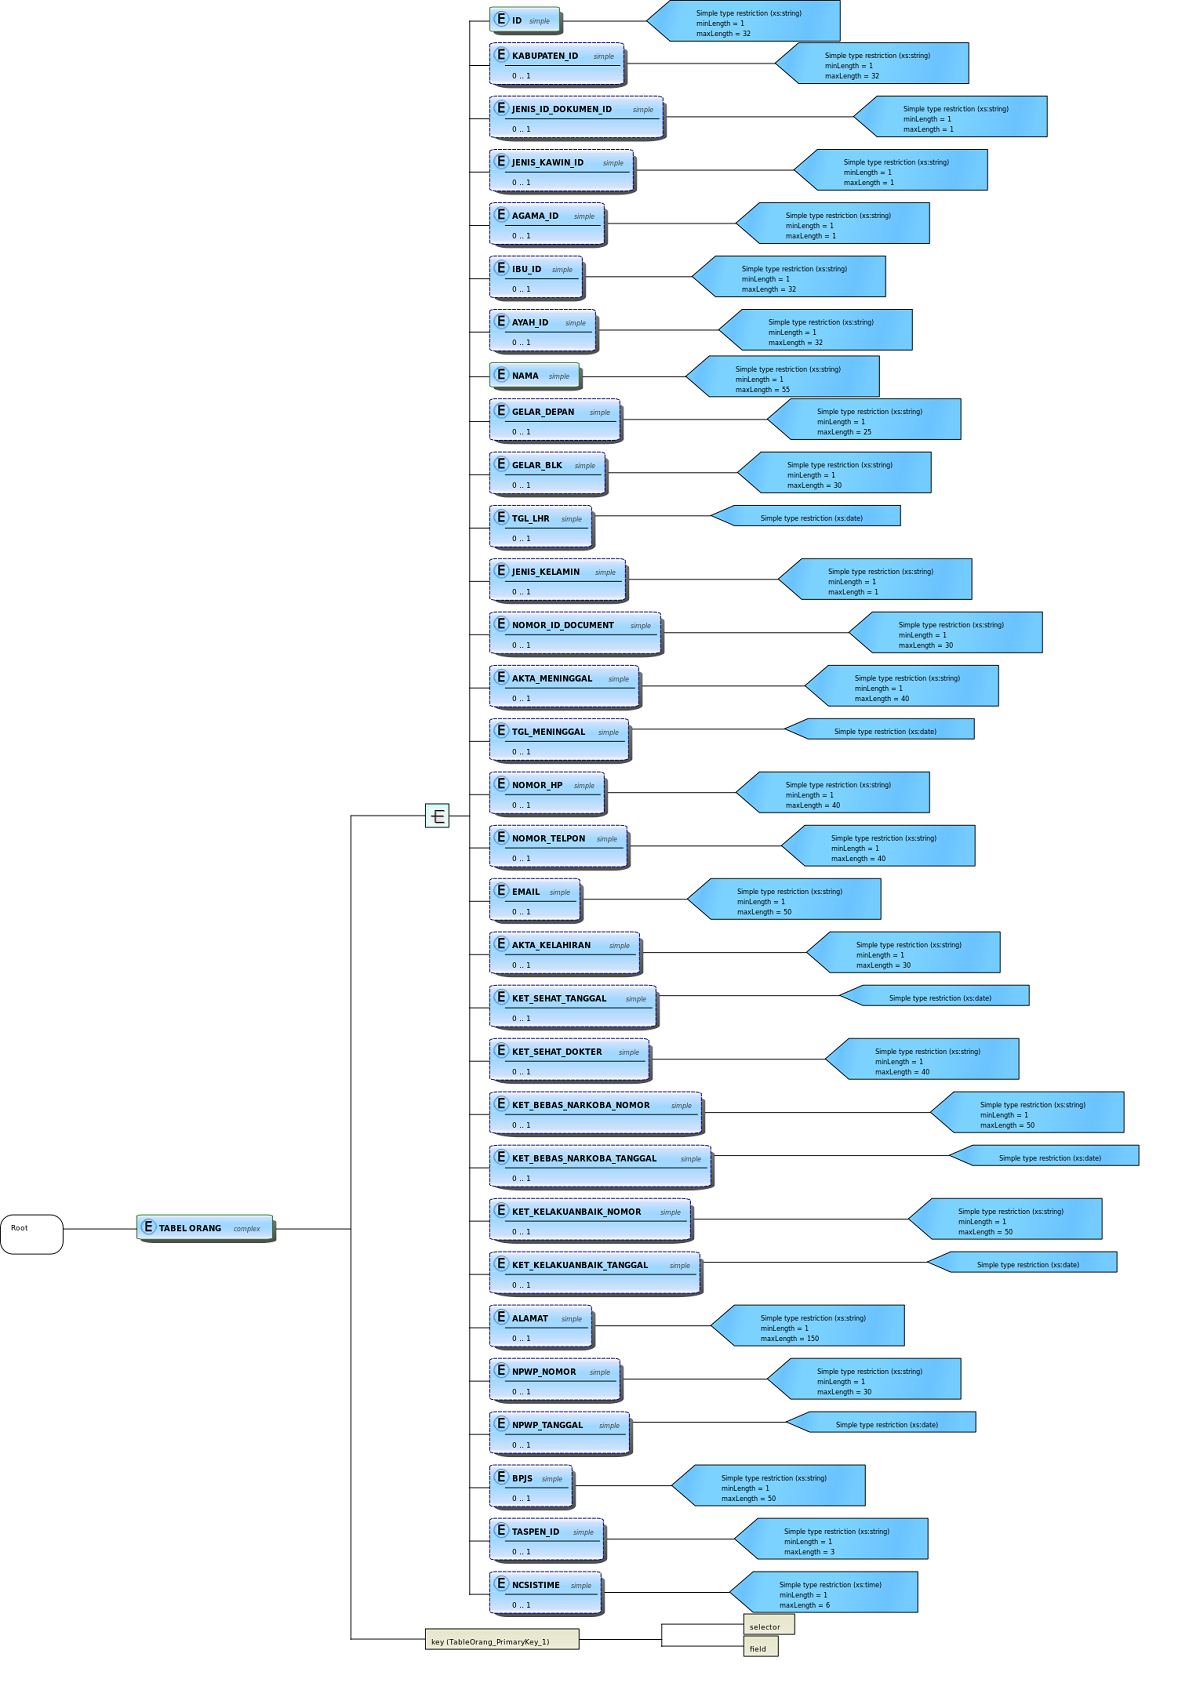 ID simple
Simple type restriction (xs:string)
minLength = 1
maxLength = 32
KABUPATEN_ID simple
0 .. 1
Simple type restriction (xs:string)
minLength = 1
maxLength = 32
JENIS_ID_DOKUMEN_ID simple
0 .. 1
Simple type restriction (xs:string)
minLength = 1
maxLength = 1
JENIS_KAWIN_ID simple
0 .. 1
Simple type restriction (xs:string)
minLength = 1
maxLength = 1
AGAMA_ID simple
0 .. 1
Simple type restriction (xs:string)
minLength = 1
maxLength = 1
IBU_ID simple
0 .. 1
Simple type restriction (xs:string)
minLength = 1
maxLength = 32
AYAH_ID simple
0 .. 1
Simple type restriction (xs:string)
minLength = 1
maxLength = 32
NAMA simple
Simple type restriction (xs:string)
minLength = 1
maxLength = 55
GELAR_DEPAN simple
0 .. 1
Simple type restriction (xs:string)
minLength = 1
maxLength = 25
GELAR_BLK simple
0 .. 1
Simple type restriction (xs:string)
minLength = 1
maxLength = 30
TGL_LHR simple
0 .. 1
Simple type restriction (xs:date)
JENIS_KELAMIN simple
0 .. 1
Simple type restriction (xs:string)
minLength = 1
maxLength = 1
NOMOR_ID_DOCUMENT simple
0 .. 1
Simple type restriction (xs:string)
minLength = 1
maxLength = 30
AKTA_MENINGGAL simple
0 .. 1
Simple type restriction (xs:string)
minLength = 1
maxLength = 40
TGL_MENINGGAL simple
0 .. 1
Simple type restriction (xs:date)
NOMOR_HP simple
0 .. 1
Simple type restriction (xs:string)
minLength = 1
maxLength = 40
NOMOR_TELPON simple
0 .. 1
Simple type restriction (xs:string)
minLength = 1
maxLength = 40
EMAIL simple
0 .. 1
Simple type restriction (xs:string)
minLength = 1
maxLength = 50
AKTA_KELAHIRAN simple
0 .. 1
Simple type restriction (xs:string)
minLength = 1
maxLength = 30
KET_SEHAT_TANGGAL simple
0 .. 1
Simple type restriction (xs:date)
KET_SEHAT_DOKTER simple
0 .. 1
Simple type restriction (xs:string)
minLength = 1
maxLength = 40
KET_BEBAS_NARKOBA_NOMOR simple
0 .. 1
Simple type restriction (xs:string)
minLength = 1
maxLength = 50
KET_BEBAS_NARKOBA_TANGGAL simple
0 .. 1
Simple type restriction (xs:date)
KET_KELAKUANBAIK_NOMOR simple
0 .. 1
Simple type restriction (xs:string)
minLength = 1
maxLength = 50
Root
TABEL ORANG complex
KET_KELAKUANBAIK_TANGGAL simple
0 .. 1
Simple type restriction (xs:date)
ALAMAT simple
0 .. 1
Simple type restriction (xs:string)
minLength = 1
maxLength = 150
NPWP_NOMOR simple
0 .. 1
Simple type restriction (xs:string)
minLength = 1
maxLength = 30
NPWP_TANGGAL simple
0 .. 1
Simple type restriction (xs:date)
BPJS simple
0 .. 1
Simple type restriction (xs:string)
minLength = 1
maxLength = 50
TASPEN_ID simple
0 .. 1
Simple type restriction (xs:string)
minLength = 1
maxLength = 3
NCSISTIME simple
0 .. 1
Simple type restriction (xs:time)
minLength = 1
maxLength = 6
key (TableOrang_PrimaryKey_1)
selector
field